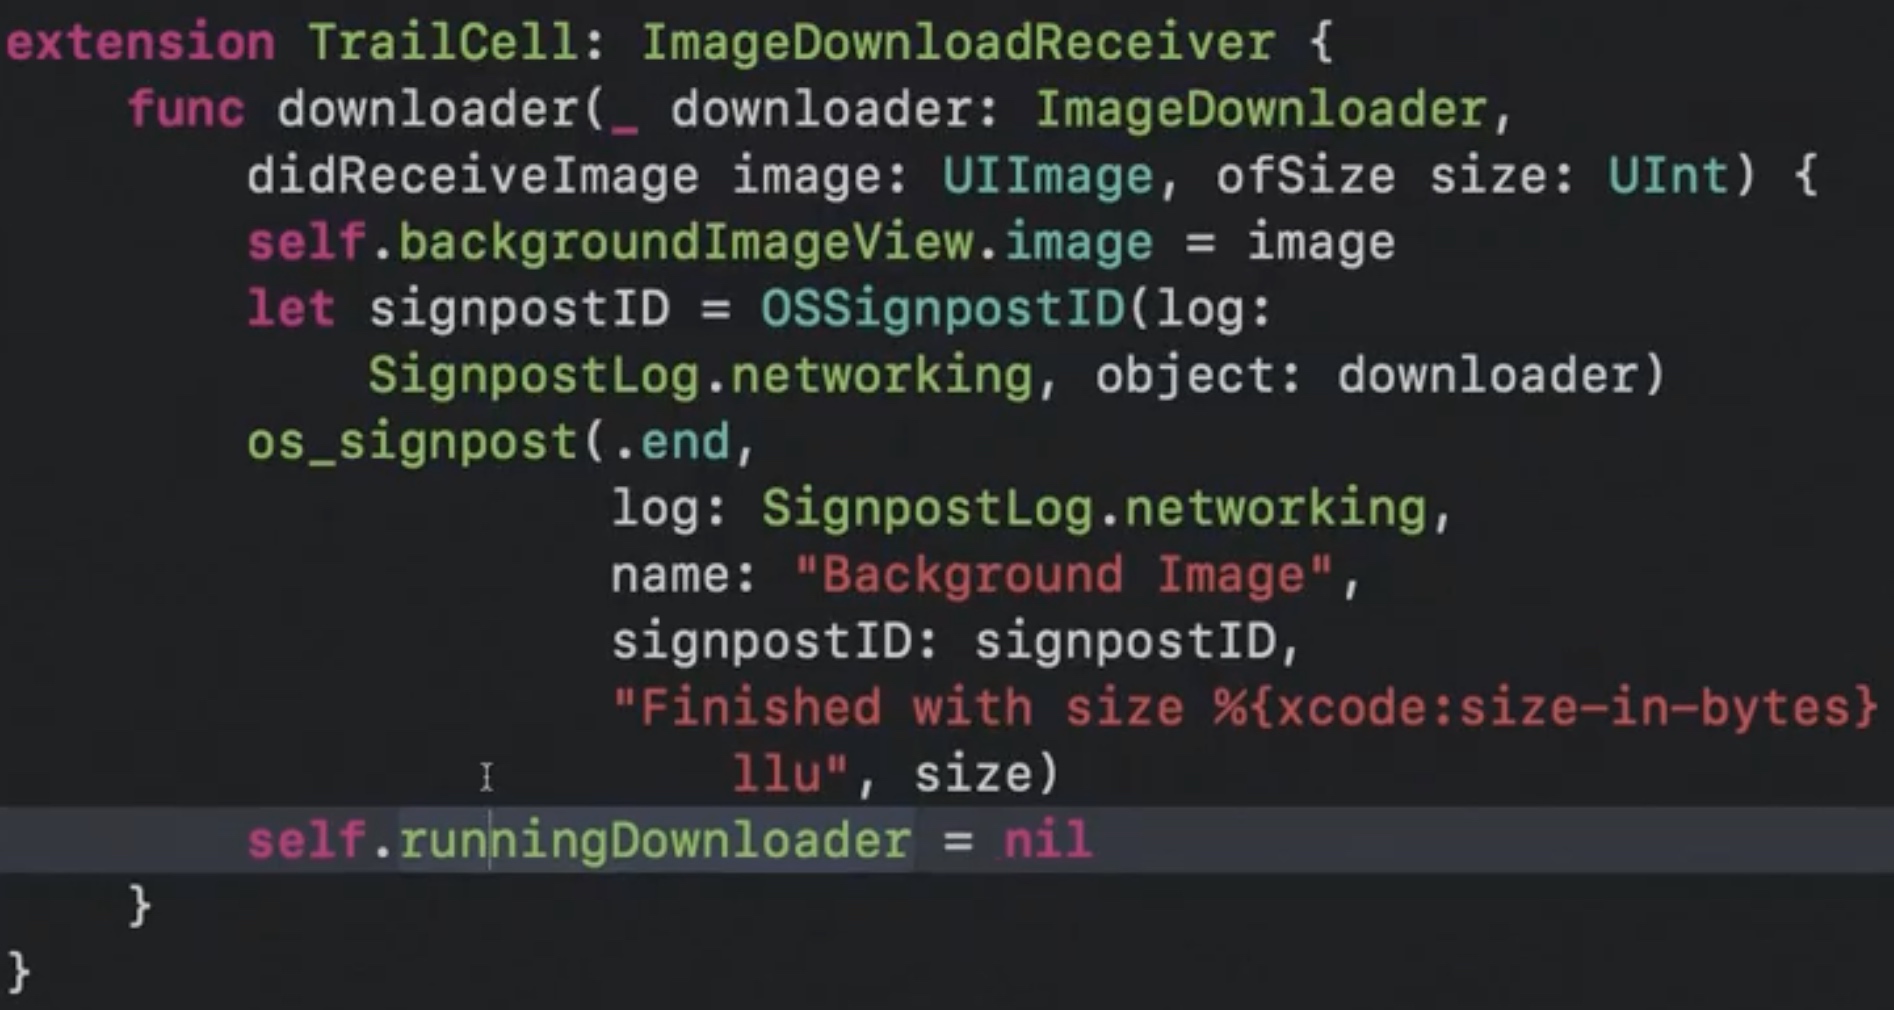 extension TrailCell: ImageDownloadReceiver {
func downloader(_ downloader: ImageDownloader,
didReceiveImage image: UIImage, ofSize size: UInt) {
self.backgroundImageView.image = image
let signpostID = OSSignpostID(log:
SignpostLog.networking, object: downloader)
os_signpost(.end,
log: SignpostLog.networking,
name: "Background Image",
signpostID: signpostID,
"Finished with size %{xcode:size-in-bytes}
llu", size)
self.runningDownloader = nil
}
}